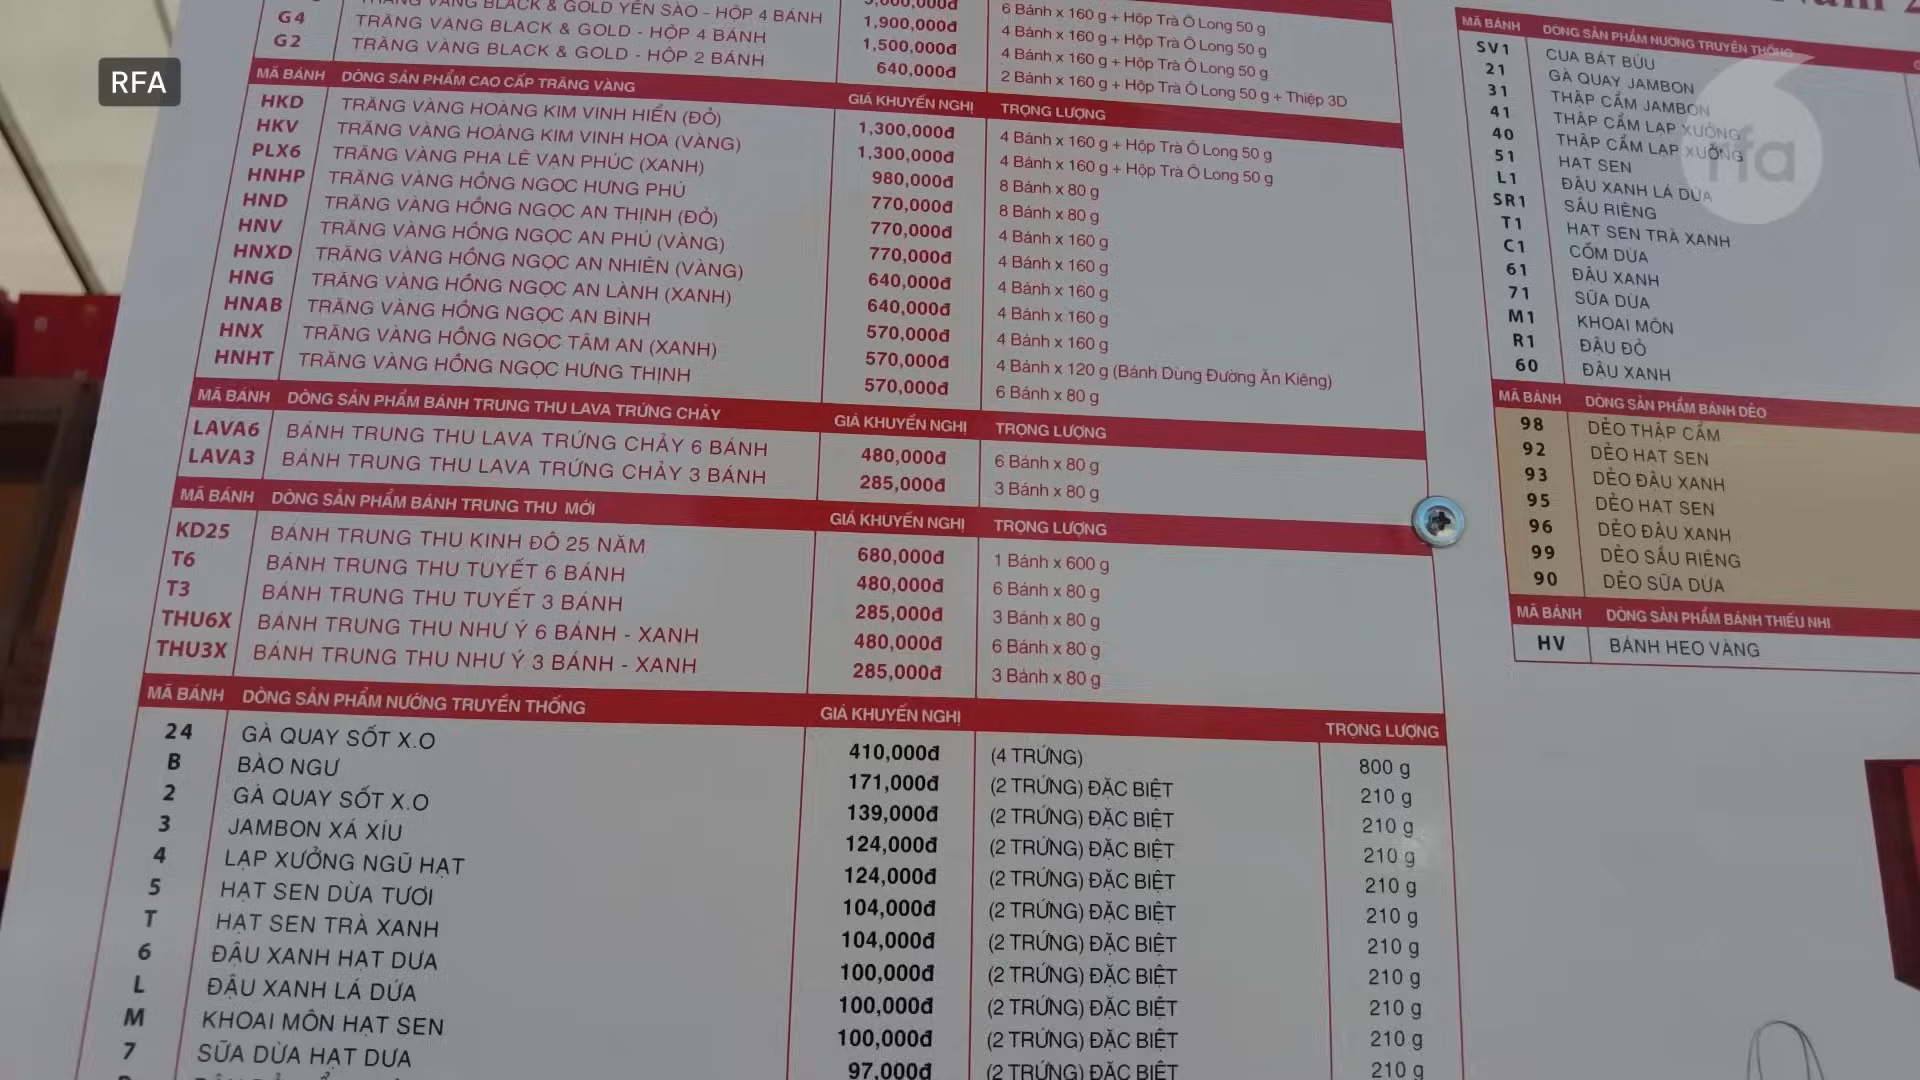 RFA
TRĂNG VÀNG BLACK & GOLD YẾN SÀO - HỘP 4 BÁNH 6 Bánh x 160 g + Hộp Trà Ô Long 50 g
G4 TRĂNG VÀNG BLACK & GOLD - HỘP 4 BÁNH 1,900,000đ 4 Bánh x 160 g + Hộp Trà Ô Long 50 g
G2 TRĂNG VÀNG BLACK & GOLD - HỘP 2 BÁNH 1,500,000đ 4 Bánh x 160 g + Hộp Trà Ô Long 50 g
640,000đ 2 Bánh x 160 g + Hộp Trà Ô Long 50 g + Thiệp 3D
MÃ BÁNH DÒNG SẢN PHẨM CAO CẤP TRĂNG VÀNG GIÁ KHUYẾN NGHỊ TRỌNG LƯỢNG
HKD TRĂNG VÀNG HOÀNG KIM VINH HIỂN (ĐỎ) 1,300,000đ 4 Bánh x 160 g + Hộp Trà Ô Long 50 g
HKV TRĂNG VÀNG HOÀNG KIM VINH HOA (VÀNG) 1,300,000đ 4 Bánh x 160 g + Hộp Trà Ô Long 50 g
PLX6 TRĂNG VÀNG PHA LÊ VẠN PHÚC (XANH) 980,000đ 8 Bánh x 80 g
HNHP TRĂNG VÀNG HỒNG NGỌC HƯNG PHÚ 770,000đ 8 Bánh x 80 g
HND TRĂNG VÀNG HỒNG NGỌC AN THỊNH (ĐỎ) 770,000đ 4 Bánh x 160 g
HNV TRĂNG VÀNG HỒNG NGỌC AN PHÚ (VÀNG) 770,000đ 4 Bánh x 160 g
HNXD TRĂNG VÀNG HỒNG NGỌC AN NHIÊN (VÀNG) 640,000đ 4 Bánh x 160 g
HNG TRĂNG VÀNG HỒNG NGỌC AN LÀNH (XANH) 640,000đ 4 Bánh x 160 g
HNAB TRĂNG VÀNG HỒNG NGỌC AN BÌNH 570,000đ 4 Bánh x 160 g
HNX TRĂNG VÀNG HỒNG NGỌC TÂM AN (XANH) 570,000đ 4 Bánh x 120 g (Bánh Dùng Đường Ăn Kiêng)
HNHT TRĂNG VÀNG HỒNG NGỌC HƯNG THỊNH 570,000đ 6 Bánh x 80 g
MÃ BÁNH DÒNG SẢN PHẨM BÁNH TRUNG THU LAVA TRỨNG CHẢY GIÁ KHUYẾN NGHỊ TRỌNG LƯỢNG
LAVA6 BÁNH TRUNG THU LAVA TRỨNG CHẢY 6 BÁNH 480,000đ 6 Bánh x 80 g
LAVA3 BÁNH TRUNG THU LAVA TRỨNG CHẢY 3 BÁNH 285,000đ 3 Bánh x 80 g
MÃ BÁNH DÒNG SẢN PHẨM BÁNH TRUNG THU MỚI GIÁ KHUYẾN NGHỊ TRỌNG LƯỢNG
KD25 BÁNH TRUNG THU KINH ĐÔ 25 NĂM 680,000đ 1 Bánh x 600 g
T6 BÁNH TRUNG THU TUYẾT 6 BÁNH 480,000đ 6 Bánh x 80 g
T3 BÁNH TRUNG THU TUYẾT 3 BÁNH 285,000đ 3 Bánh x 80 g
THU6X BÁNH TRUNG THU NHƯ Ý 6 BÁNH - XANH 480,000đ 6 Bánh x 80 g
THU3X BÁNH TRUNG THU NHƯ Ý 3 BÁNH - XANH 285,000đ 3 Bánh x 80 g
MÃ BÁNH DÒNG SẢN PHẨM NƯỚNG TRUYỀN THỐNG GIÁ KHUYẾN NGHỊ TRỌNG LƯỢNG
24 GÀ QUAY SỐT X.O 410,000đ (4 TRỨNG) 800 g
B BÀO NGƯ 171,000đ (2 TRỨNG) ĐẶC BIỆT 210 g
2 GÀ QUAY SỐT X.O 139,000đ (2 TRỨNG) ĐẶC BIỆT 210 g
3 JAMBON XÁ XÍU 124,000đ (2 TRỨNG) ĐẶC BIỆT 210 g
4 LẠP XƯỞNG NGŨ HẠT 124,000đ (2 TRỨNG) ĐẶC BIỆT 210 g
5 HẠT SEN DỪA TƯƠI 104,000đ (2 TRỨNG) ĐẶC BIỆT 210 g
T HẠT SEN TRÀ XANH 104,000đ (2 TRỨNG) ĐẶC BIỆT 210 g
6 ĐẬU XANH HẠT DƯA 100,000đ (2 TRỨNG) ĐẶC BIỆT 210 g
L ĐẬU XANH LÁ DỨA 100,000đ (2 TRỨNG) ĐẶC BIỆT 210 g
M KHOAI MÔN HẠT SEN 100,000đ (2 TRỨNG) ĐẶC BIỆT 210 g
7 SỮA DỪA HẠT DƯA 97,000đ (2 TRỨNG) ĐẶC BIỆT 210 g
MÃ BÁNH DÒNG SẢN PHẨM NƯỚNG TRUYỀN THỐNG
SV1 CUA BÁT BỬU
21 GÀ QUAY JAMBON
31 THẬP CẨM JAMBON
41 THẬP CẨM LẠP XƯỞNG
40 THẬP CẨM LẠP XƯỞNG
51 HẠT SEN
L1 ĐẬU XANH LÁ DỨA
SR1 SẦU RIÊNG
T1 HẠT SEN TRÀ XANH
C1 CỐM DỪA
61 ĐẬU XANH
71 SỮA DỪA
M1 KHOAI MÔN
R1 ĐẬU ĐỎ
60 ĐẬU XANH
MÃ BÁNH DÒNG SẢN PHẨM BÁNH DẺO
98 DẺO THẬP CẨM
92 DẺO HẠT SEN
93 DẺO ĐẬU XANH
95 DẺO HẠT SEN
96 DẺO ĐẬU XANH
99 DẺO SẦU RIÊNG
90 DẺO SỮA DỪA
MÃ BÁNH DÒNG SẢN PHẨM BÁNH THIẾU NHI
HV BÁNH HEO VÀNG
rfa